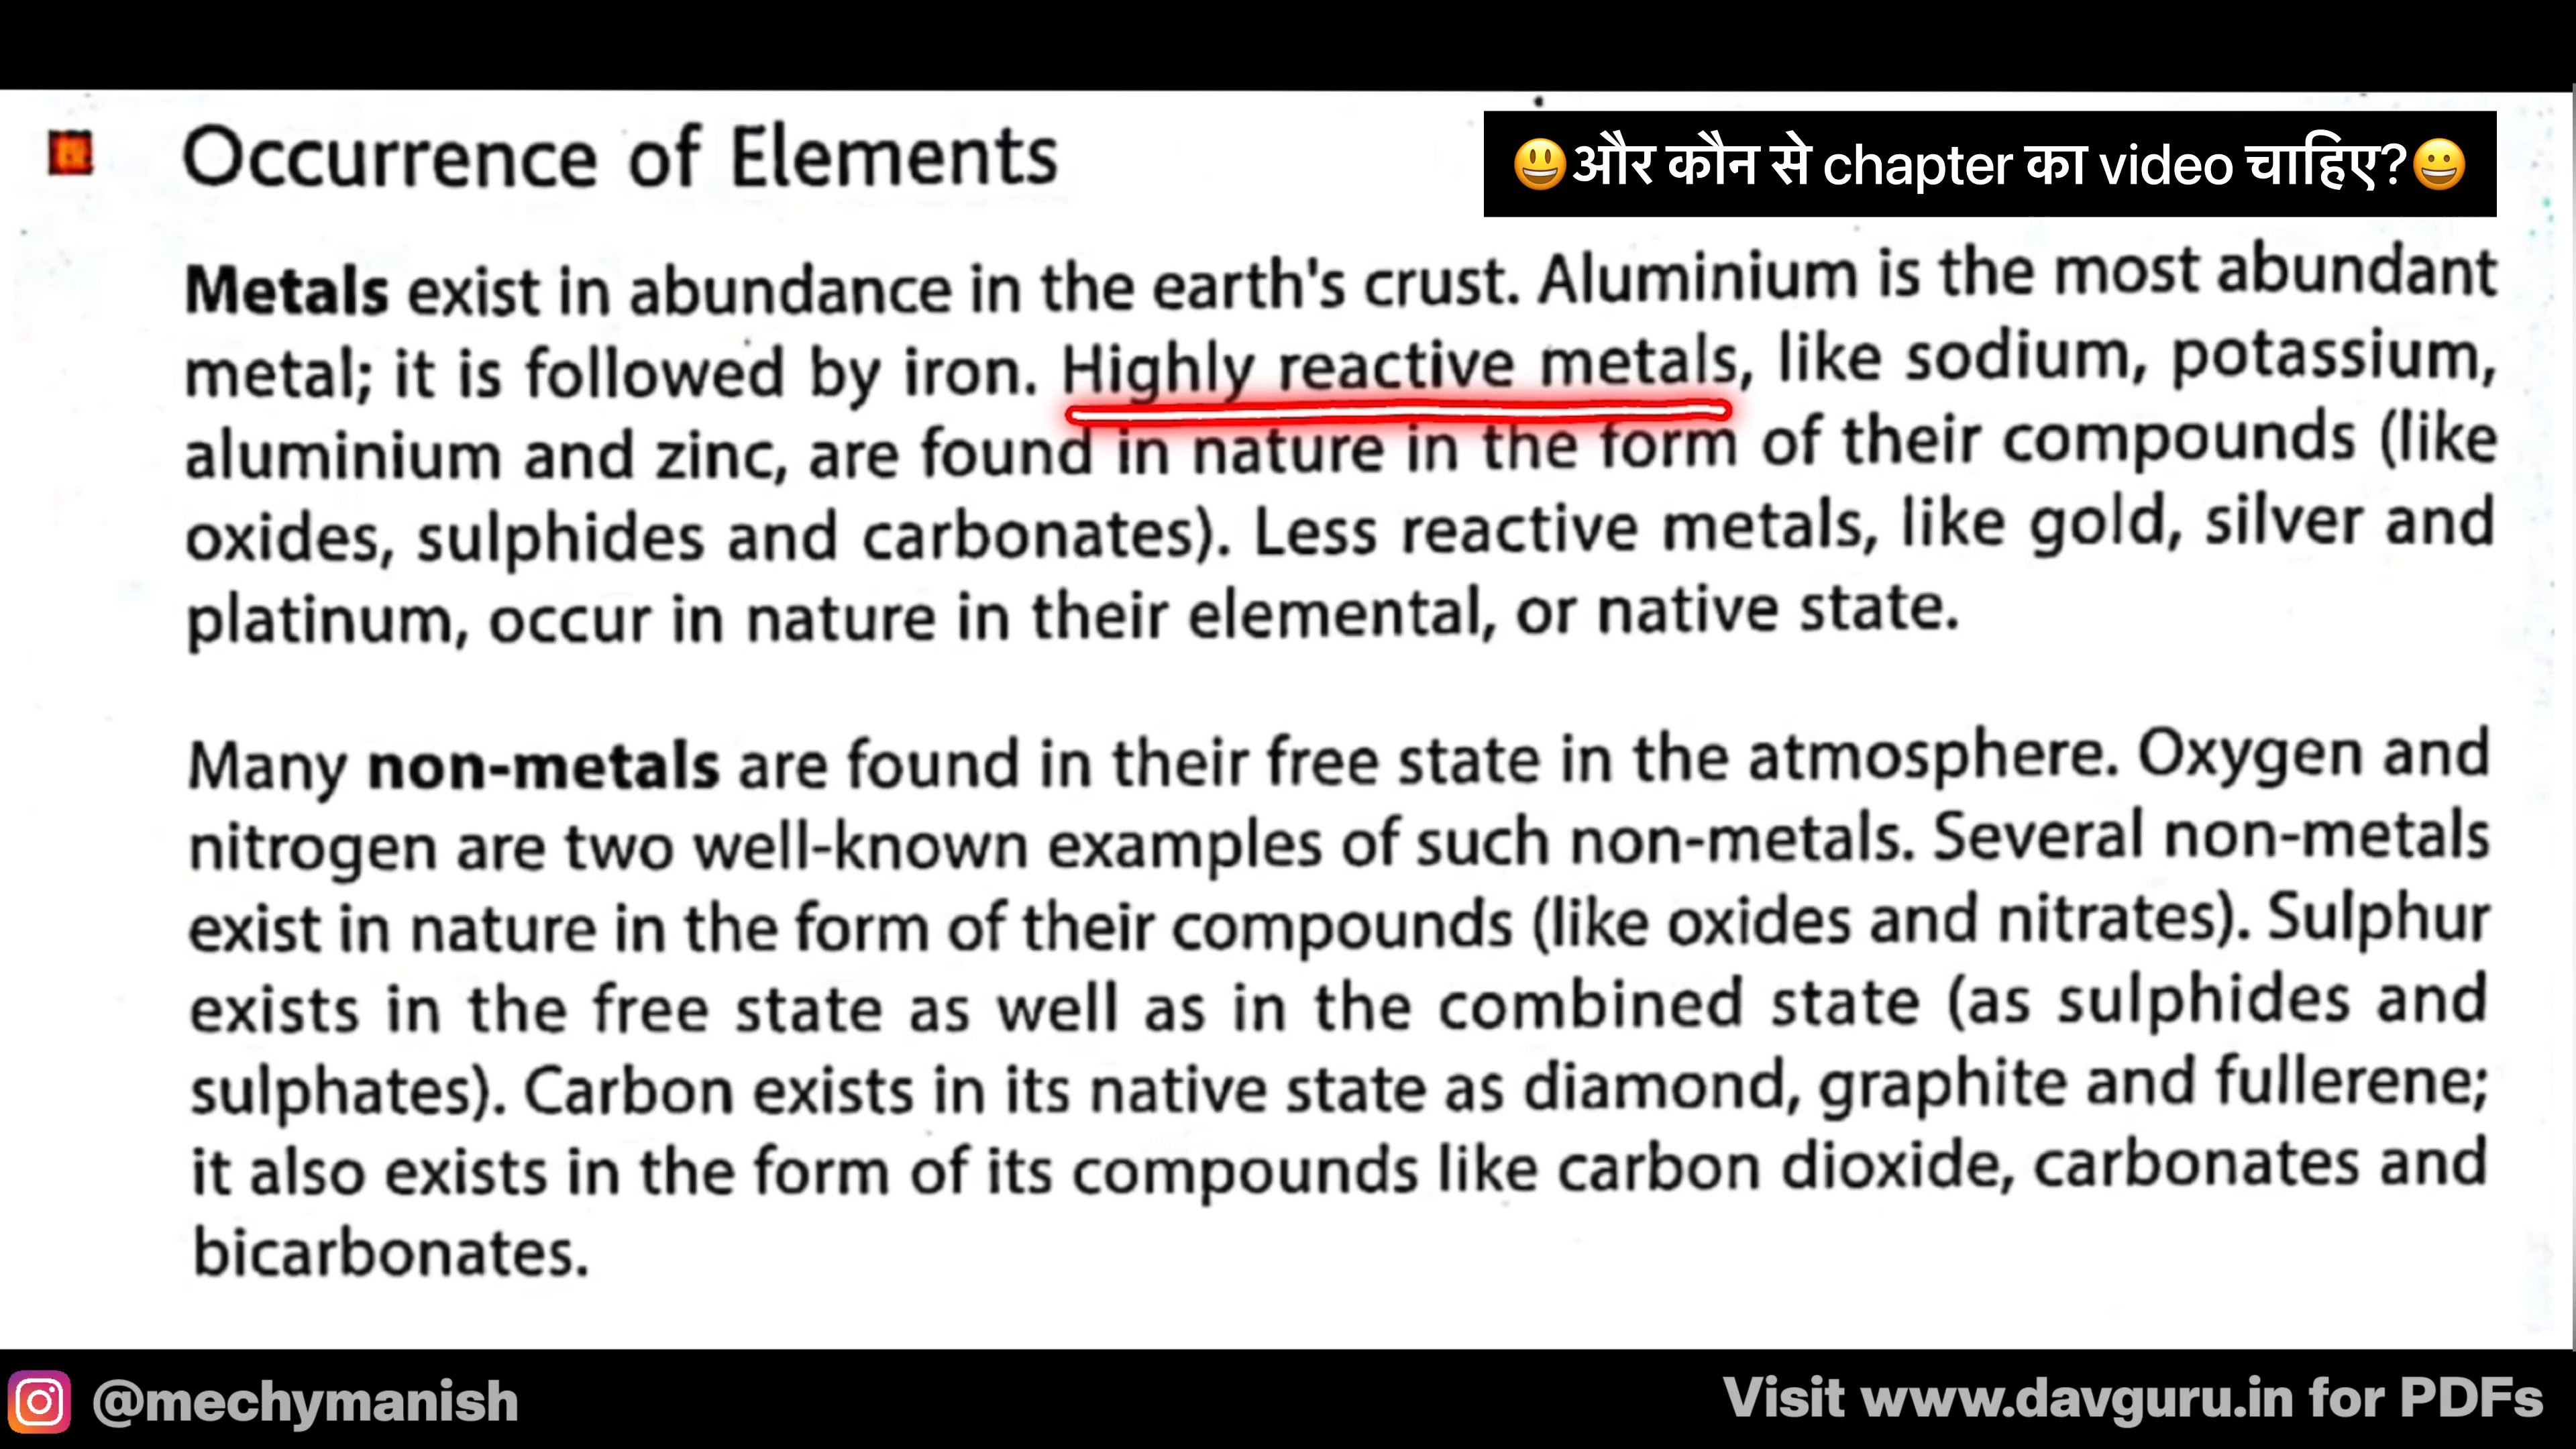 Occurrence of Elements
😃और कौन से chapter का video चाहिए?😀
Metals exist in abundance in the earth's crust. Aluminium is the most abundant
metal; it is followed by iron. Highly reactive metals, like sodium, potassium,
aluminium and zinc, are found in nature in the form of their compounds (like
oxides, sulphides and carbonates). Less reactive metals, like gold, silver and
platinum, occur in nature in their elemental, or native state.
Many non-metals are found in their free state in the atmosphere. Oxygen and
nitrogen are two well-known examples of such non-metals. Several non-metals
exist in nature in the form of their compounds (like oxides and nitrates). Sulphur
exists in the free state as well as in the combined state (as sulphides and
sulphates). Carbon exists in its native state as diamond, graphite and fullerene;
it also exists in the form of its compounds like carbon dioxide, carbonates and
bicarbonates.
@mechymanish
Visit www.davguru.in for PDFs